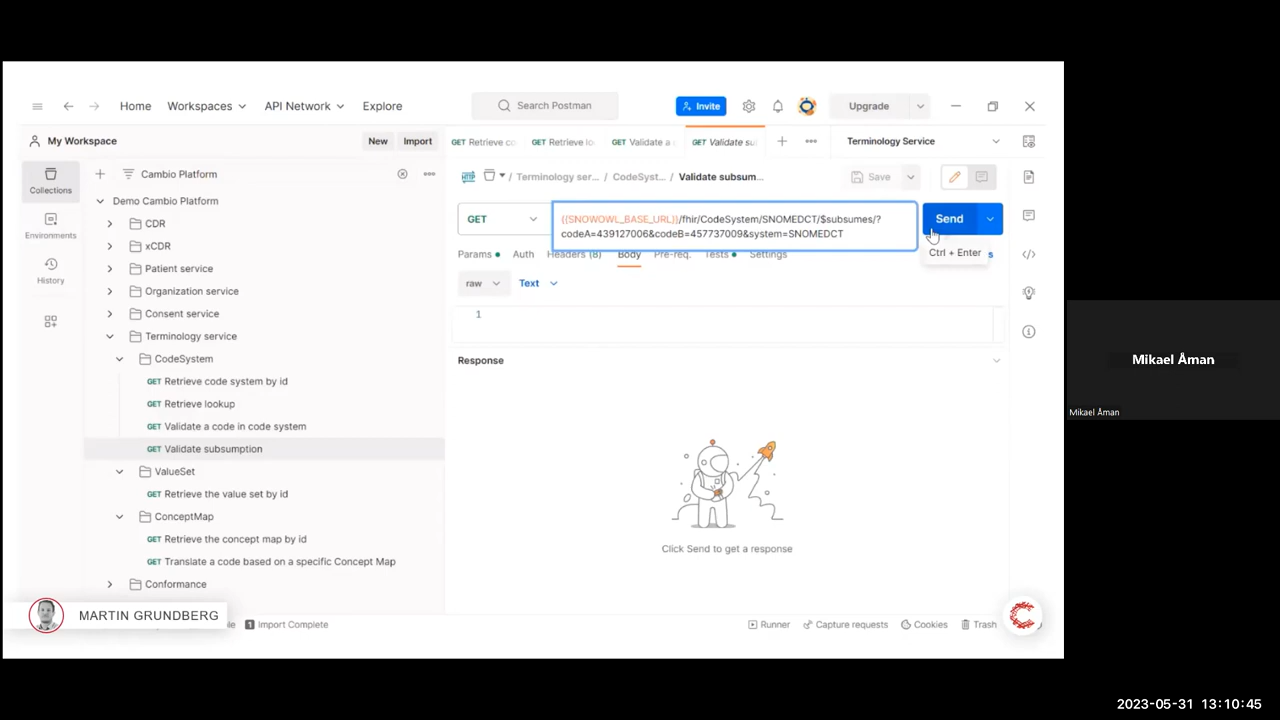 Home Workspaces API Network Explore Search Postman Invite Upgrade
My Workspace New Import
GET Retrieve co GET Retrieve lo GET Validate a c GET Validate su Terminology Service
Collections
Environments
History
Cambio Platform
Demo Cambio Platform
CDR
xCDR
Patient service
Organization service
Consent service
Terminology service
CodeSystem
GET Retrieve code system by id
GET Retrieve lookup
GET Validate a code in code system
GET Validate subsumption
ValueSet
GET Retrieve the value set by id
ConceptMap
GET Retrieve the concept map by id
GET Translate a code based on a specific Concept Map
Conformance
HTTP / Terminology ser... / CodeSyst... / Validate subsum... Save
GET {{SNOWOWL_BASE_URL}}/fhir/CodeSystem/SNOMEDCT/$subsumes/? Send
codeA=439127006&codeB=457737009&system=SNOMEDCT
Ctrl + Enter
Params Auth Headers (8) Body Pre-req. Tests Settings
raw Text
1
Response
Click Send to get a response
MARTIN GRUNDBERG
Import Complete Runner Capture requests Cookies Trash
Mikael Åman
Mikael Åman
2023-05-31 13:10:45